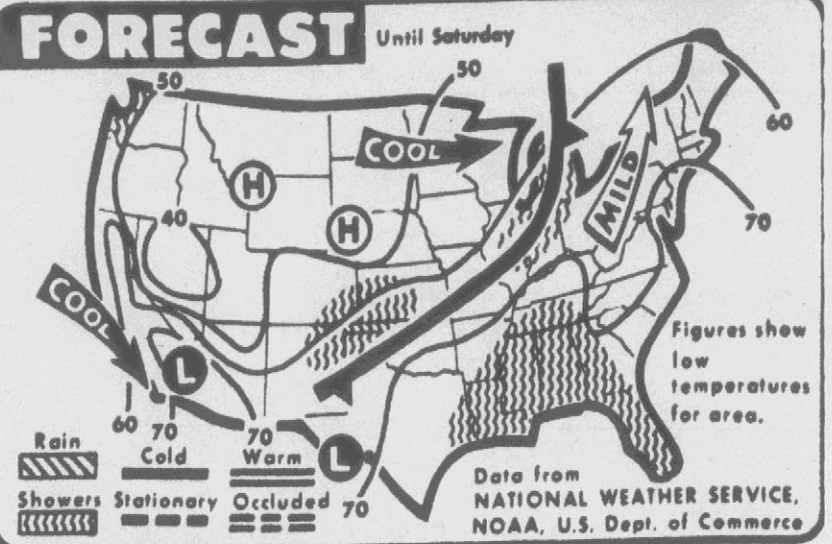 FORECAST
Until Saturday
50
50
COOL
60
H
MILD
70
H
40
COOL
L
Figures show
low
temperatures
for area.
60
70
70
L
70
Rain
Cold
Warm
Showers
Stationary
Occluded
Data from
NATIONAL WEATHER SERVICE,
NOAA, U.S. Dept. of Commerce